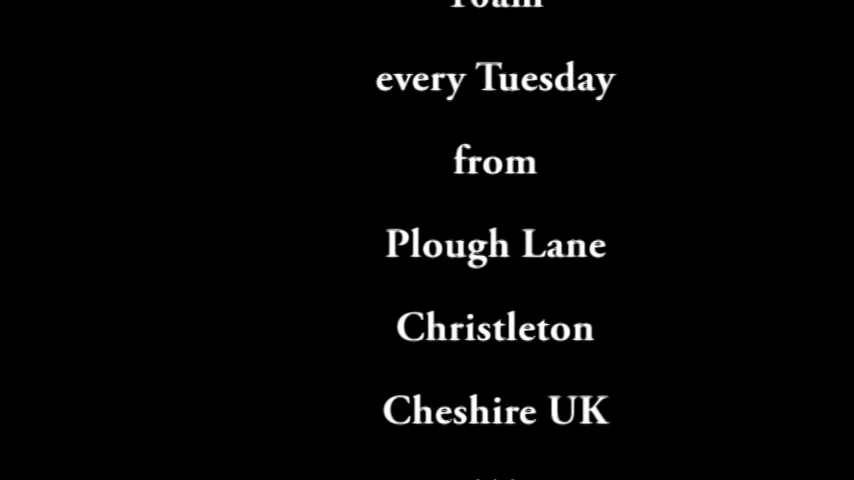 every Tuesday
from
Plough Lane
Christleton
Cheshire UK